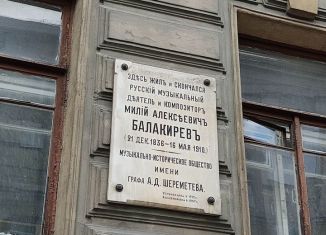 ЗДѢСЬ ЖИЛЪ И СКОНЧАЛСЯ
РУССКІЙ МУЗЫКАЛЬНЫЙ
ДѢЯТЕЛЬ И КОМПОЗИТОРЪ
МИЛІЙ АЛЕКСѢЕВИЧЪ
БАЛАКИРЕВЪ
(21 ДЕК. 1836–16 МАЯ 1910.)
МУЗЫКАЛЬНО-ИСТОРИЧЕСКОЕ ОБЩЕСТВО
ИМЕНИ
ГРАФА А.Д. ШЕРЕМЕТЕВА.